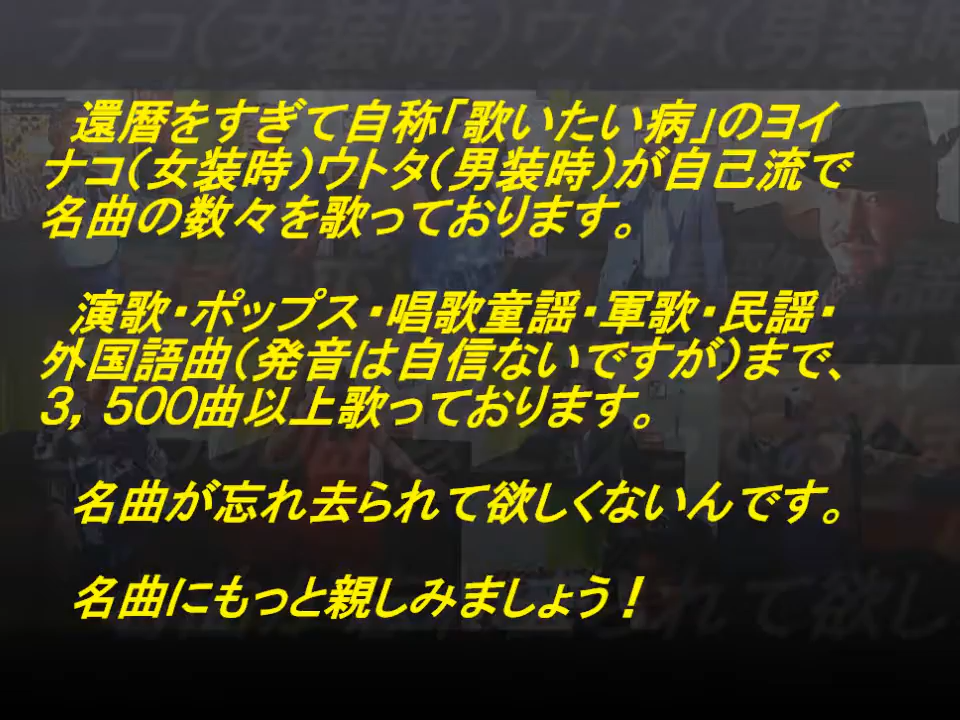 還暦をすぎて自称「歌いたい病」のヨイ
ナコ（女装時）ウトタ（男装時）が自己流で
名曲の数々を歌っております。
演歌・ポップス・唱歌童謡・軍歌・民謡・
外国語曲（発音は自信ないですが）まで、
３，５００曲以上歌っております。
名曲が忘れ去られて欲しくないんです。
名曲にもっと親しみましょう！